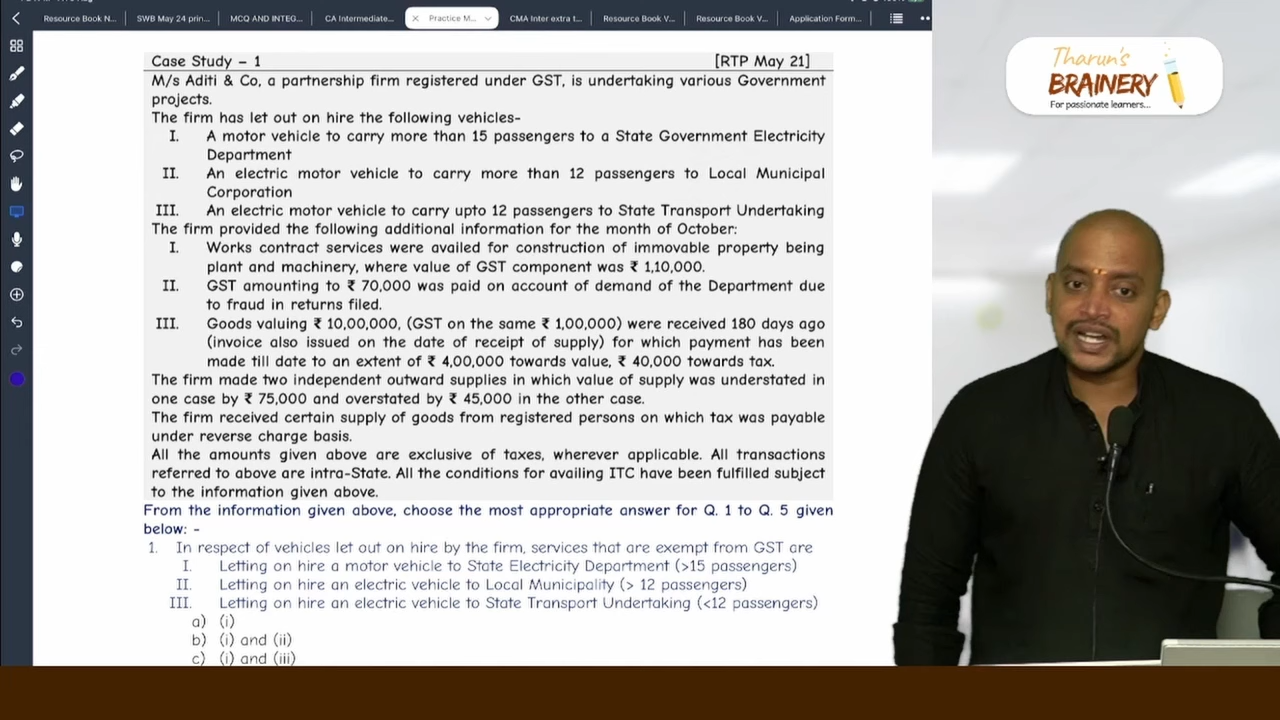 Resource Book N...
SWB May 24 prin...
MCQ AND INTEG...
CA Intermediate...
Practice M...
CMA Inter extra t...
Resource Book V...
Resource Book V...
Application Form...
Case Study – 1 [RTP May 21]
M/s Aditi & Co, a partnership firm registered under GST, is undertaking various Government
projects.
The firm has let out on hire the following vehicles-
I. A motor vehicle to carry more than 15 passengers to a State Government Electricity
Department
II. An electric motor vehicle to carry more than 12 passengers to Local Municipal
Corporation
III. An electric motor vehicle to carry upto 12 passengers to State Transport Undertaking
The firm provided the following additional information for the month of October:
I. Works contract services were availed for construction of immovable property being
plant and machinery, where value of GST component was ₹ 1,10,000.
II. GST amounting to ₹ 70,000 was paid on account of demand of the Department due
to fraud in returns filed.
III. Goods valuing ₹ 10,00,000, (GST on the same ₹ 1,00,000) were received 180 days ago
(invoice also issued on the date of receipt of supply) for which payment has been
made till date to an extent of ₹ 4,00,000 towards value, ₹ 40,000 towards tax.
The firm made two independent outward supplies in which value of supply was understated in
one case by ₹ 75,000 and overstated by ₹ 45,000 in the other case.
The firm received certain supply of goods from registered persons on which tax was payable
under reverse charge basis.
All the amounts given above are exclusive of taxes, wherever applicable. All transactions
referred to above are intra-State. All the conditions for availing ITC have been fulfilled subject
to the information given above.
From the information given above, choose the most appropriate answer for Q. 1 to Q. 5 given
below: -
1. In respect of vehicles let out on hire by the firm, services that are exempt from GST are
I. Letting on hire a motor vehicle to State Electricity Department (>15 passengers)
II. Letting on hire an electric vehicle to Local Municipality (> 12 passengers)
III. Letting on hire an electric vehicle to State Transport Undertaking (<12 passengers)
a) (i)
b) (i) and (ii)
c) (i) and (iii)
Tharun's
BRAINERY
For passionate learners...